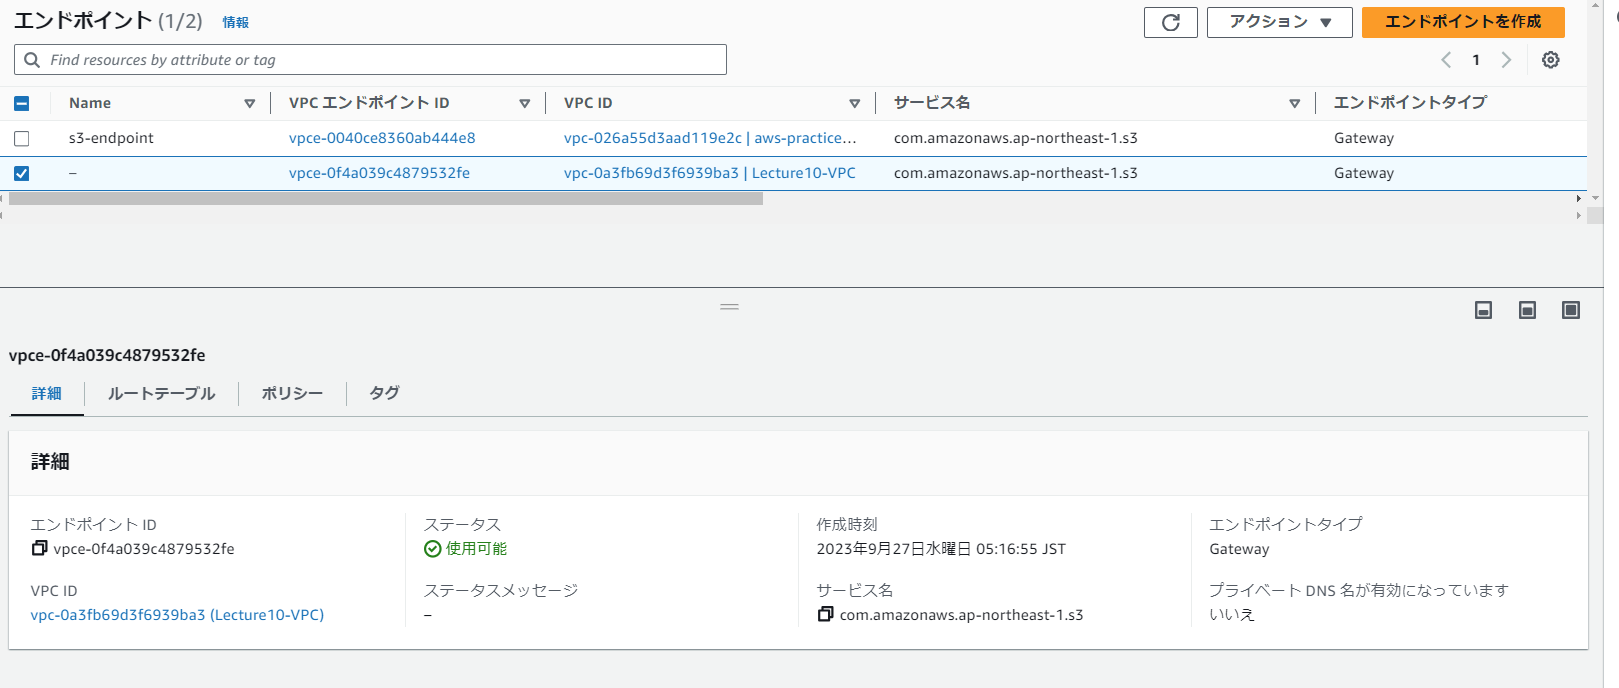 エンドポイント (1/2) 情報
アクション
エンドポイントを作成
Find resources by attribute or tag
1
Name VPC エンドポイント ID VPC ID サービス名 エンドポイントタイプ
s3-endpoint vpce-0040ce8360ab444e8 vpc-026a55d3aad119e2c | aws-practice... com.amazonaws.ap-northeast-1.s3 Gateway
– vpce-0f4a039c4879532fe vpc-0a3fb69d3f6939ba3 | Lecture10-VPC com.amazonaws.ap-northeast-1.s3 Gateway
vpce-0f4a039c4879532fe
詳細 ルートテーブル ポリシー タグ
詳細
エンドポイント ID
vpce-0f4a039c4879532fe
VPC ID
vpc-0a3fb69d3f6939ba3 (Lecture10-VPC)
ステータス
使用可能
ステータスメッセージ
–
作成時刻
2023年9月27日水曜日 05:16:55 JST
サービス名
com.amazonaws.ap-northeast-1.s3
エンドポイントタイプ
Gateway
プライベート DNS 名が有効になっています
いいえ